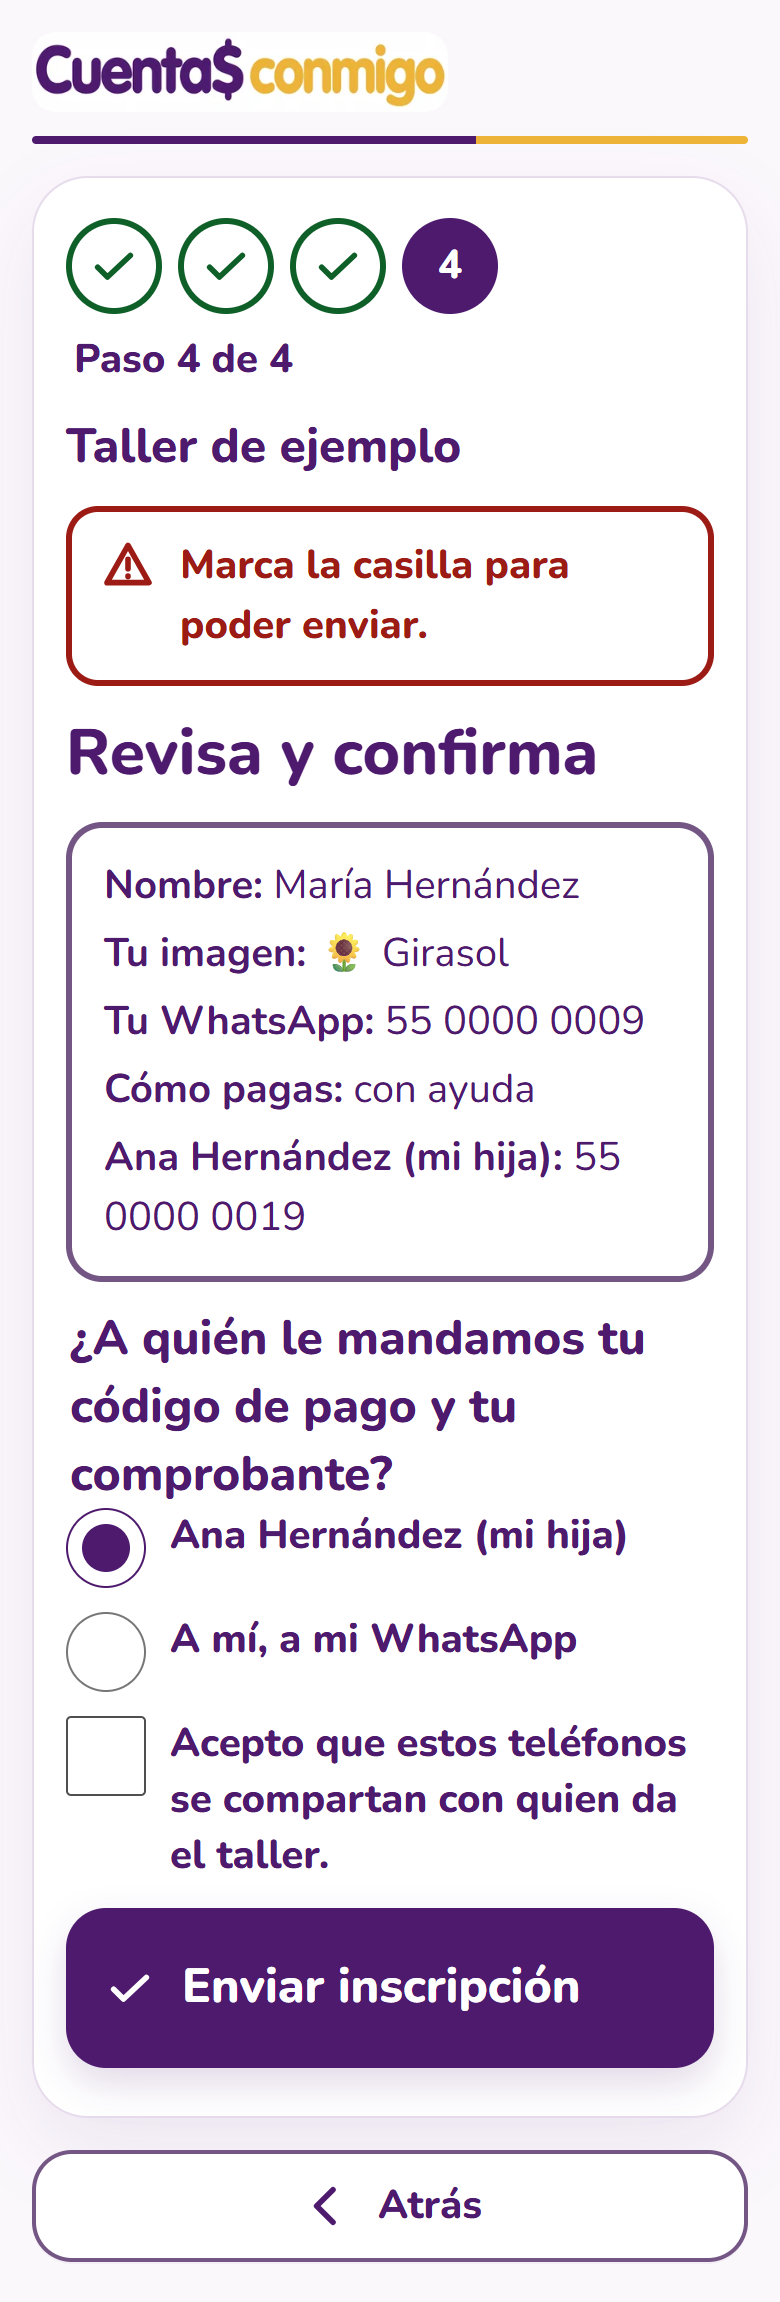 Cuenta$ conmigo
4
Paso 4 de 4
Taller de ejemplo
Marca la casilla para
poder enviar.
Revisa y confirma
Nombre: María Hernández
Tu imagen: 🌻 Girasol
Tu WhatsApp: 55 0000 0009
Cómo pagas: con ayuda
Ana Hernández (mi hija): 55
0000 0019
¿A quién le mandamos tu
código de pago y tu
comprobante?
Ana Hernández (mi hija)
A mí, a mi WhatsApp
Acepto que estos teléfonos
se compartan con quien da
el taller.
Enviar inscripción
Atrás